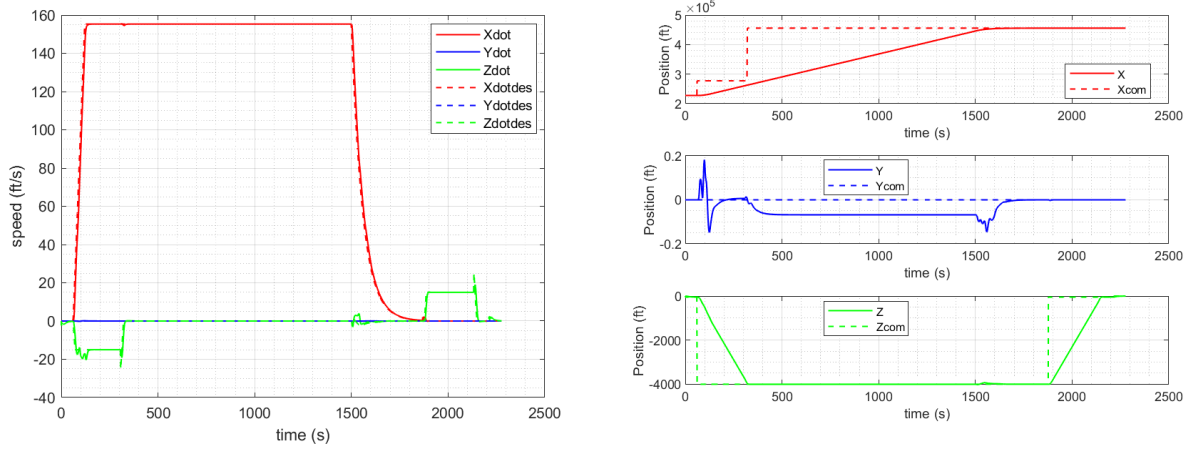 160
140
120
100
80
60
40
20
0
-20
-40
speed (ft/s)
0 500 1000 1500 2000 2500
time (s)
Xdot
Ydot
Zdot
Xdotdes
Ydotdes
Zdotdes
5 ×10⁵
4
3
2
Position (ft)
0 500 1000 1500 2000 2500
time (s)
X
Xcom
0.2
0
-0.2
Position (ft)
0 500 1000 1500 2000 2500
time (s)
Y
Ycom
0
-2000
-4000
Position (ft)
0 500 1000 1500 2000 2500
time (s)
Z
Zcom